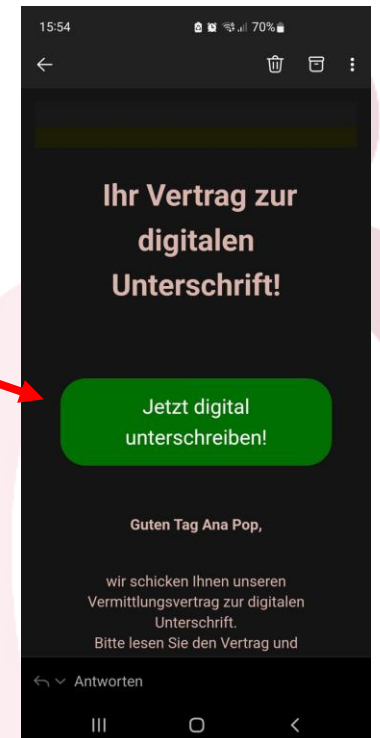 15:54 70%
Ihr Vertrag zur
digitalen
Unterschrift!
Jetzt digital
unterschreiben!
Guten Tag Ana Pop,
wir schicken Ihnen unseren
Vermittlungsvertrag zur digitalen
Unterschrift.
Bitte lesen Sie den Vertrag und
Antworten